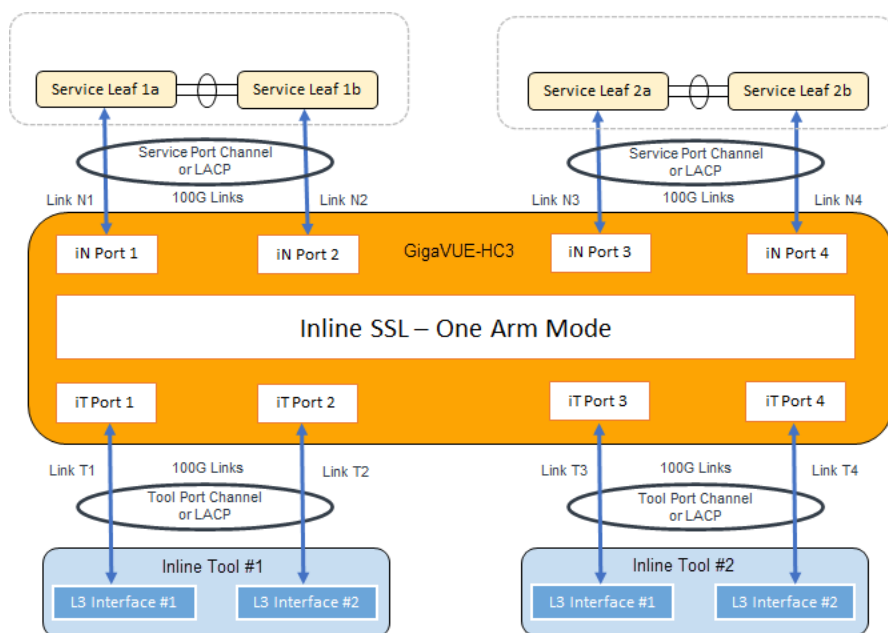 Service Leaf 1a
Service Leaf 1b
Service Leaf 2a
Service Leaf 2b
Service Port Channel
or LACP
Service Port Channel
or LACP
Link N1
100G Links
Link N2
Link N3
100G Links
Link N4
iN Port 1
iN Port 2
GigaVUE-HC3
iN Port 3
iN Port 4
Inline SSL – One Arm Mode
iT Port 1
iT Port 2
iT Port 3
iT Port 4
Link T1
100G Links
Link T2
Link T3
100G Links
Link T4
Tool Port Channel
or LACP
Tool Port Channel
or LACP
Inline Tool #1
Inline Tool #2
L3 Interface #1
L3 Interface #2
L3 Interface #1
L3 Interface #2